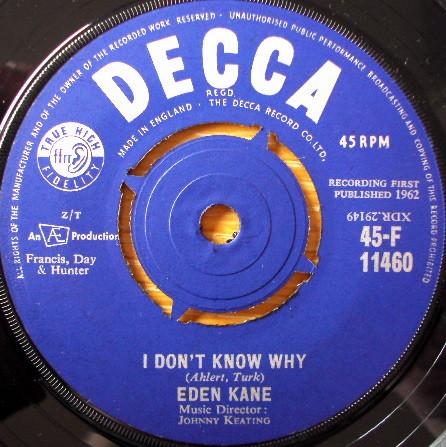 ALL RIGHTS OF THE MANUFACTURER AND OF THE OWNER OF THE RECORDED WORK RESERVED · UNAUTHORISED PUBLIC PERFORMANCE BROADCASTING AND COPYING OF THIS RECORD PROHIBITED
DECCA
REGD.
MADE IN ENGLAND · THE DECCA RECORD CO. LTD.
TRUE HIGH
ffrr
FIDELITY
45 RPM
RECORDING FIRST
PUBLISHED 1962
XDR.29149
Z/T
An AE Production
Francis, Day
& Hunter
45-F
11460
I DON'T KNOW WHY
(Ahlert, Turk)
EDEN KANE
Music Director:
JOHNNY KEATING